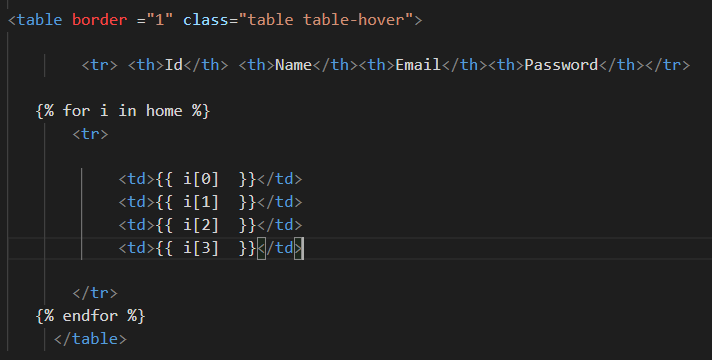 <table border ="1" class="table table-hover">
<tr> <th>Id</th> <th>Name</th><th>Email</th><th>Password</th></tr>
{% for i in home %}
<tr>
<td>{{ i[0]  }}</td>
<td>{{ i[1]  }}</td>
<td>{{ i[2]  }}</td>
<td>{{ i[3]  }}</td>
</tr>
{% endfor %}
</table>